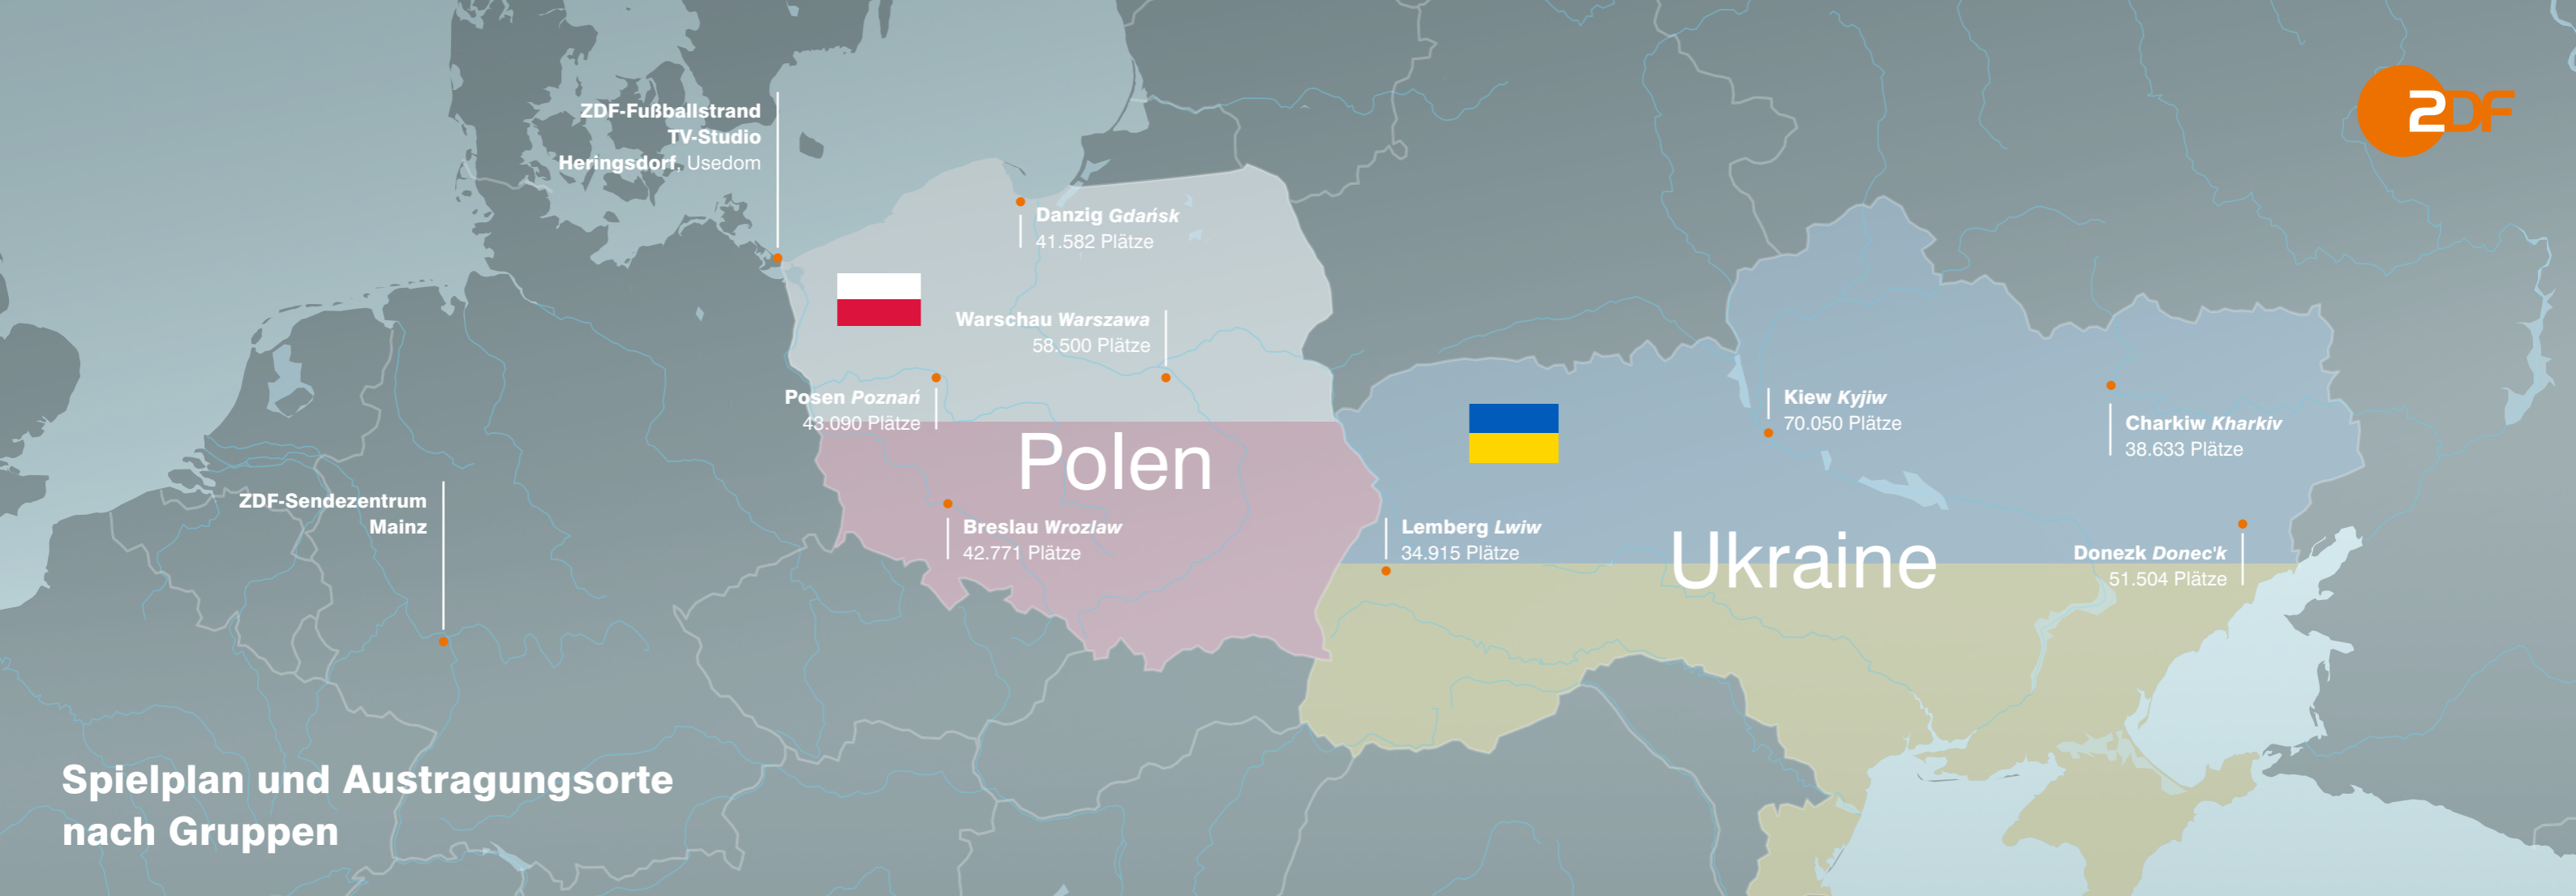 ZDF-Fußballstrand
TV-Studio
Heringsdorf, Usedom
2DF
Danzig Gdańsk
41.582 Plätze
Warschau Warszawa
58.500 Plätze
Posen Poznań
43.090 Plätze
Polen
Breslau Wrozlaw
42.771 Plätze
Kiew Kyjiw
70.050 Plätze
Charkiw Kharkiv
38.633 Plätze
Lemberg Lwiw
34.915 Plätze
Ukraine
Donezk Donec'k
51.504 Plätze
ZDF-Sendezentrum
Mainz
Spielplan und Austragungsorte
nach Gruppen